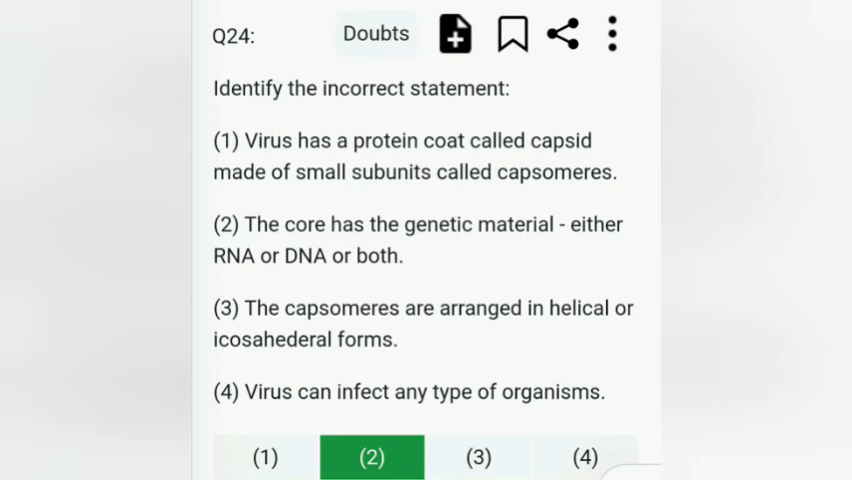 Q24:
Doubts
Identify the incorrect statement:
(1) Virus has a protein coat called capsid
made of small subunits called capsomeres.
(2) The core has the genetic material - either
RNA or DNA or both.
(3) The capsomeres are arranged in helical or
icosahederal forms.
(4) Virus can infect any type of organisms.
(1) (2) (3) (4)